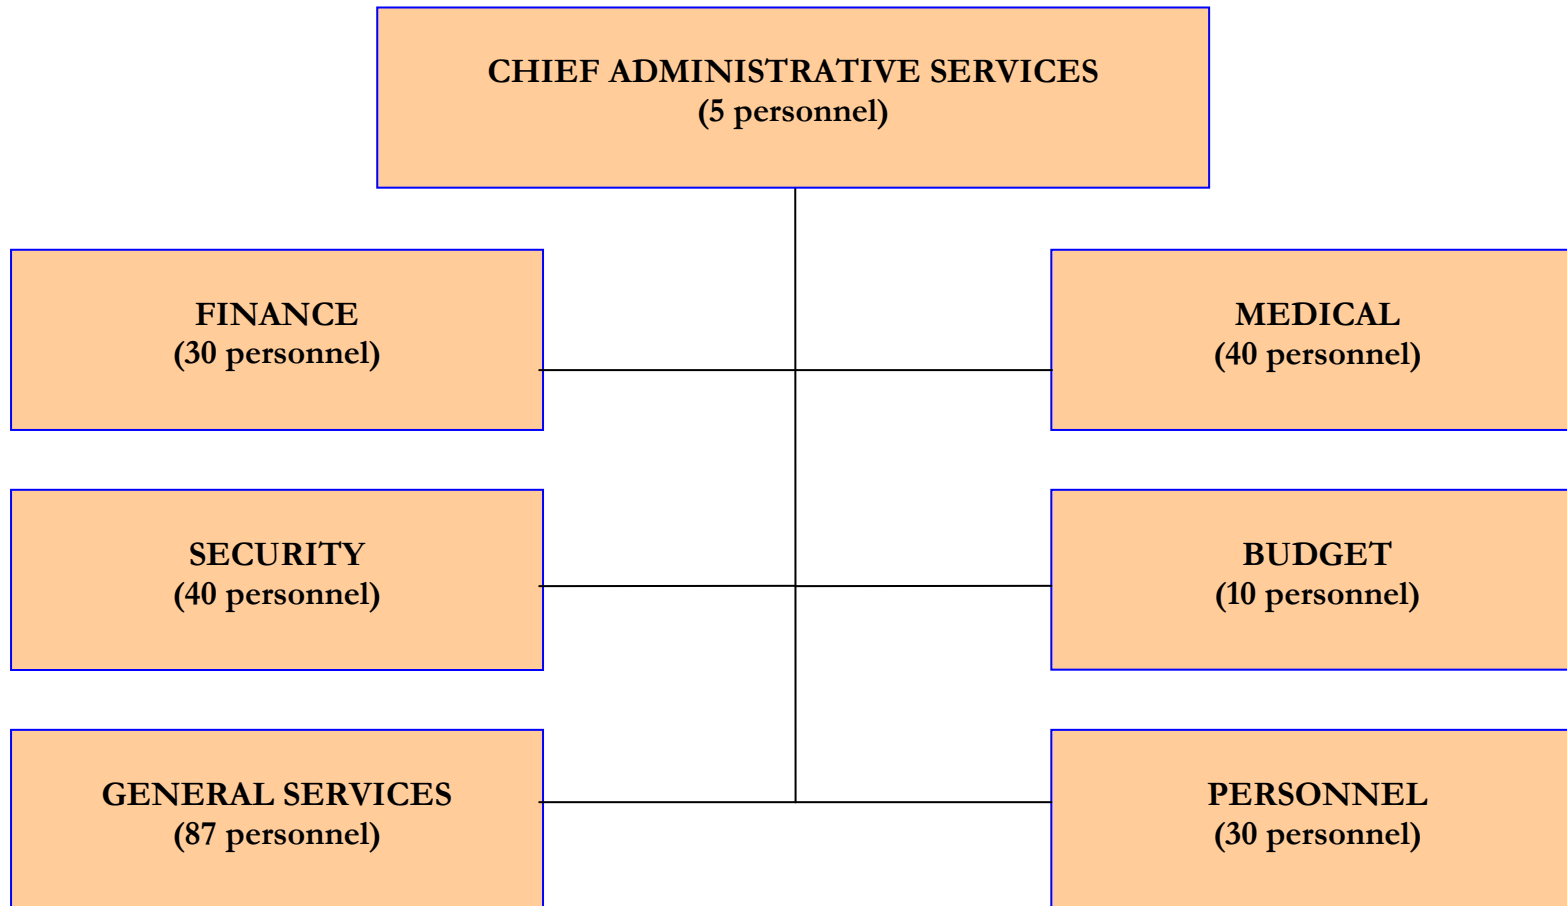 CHIEF ADMINISTRATIVE SERVICES
(5 personnel)
FINANCE
(30 personnel)
MEDICAL
(40 personnel)
SECURITY
(40 personnel)
BUDGET
(10 personnel)
GENERAL SERVICES
(87 personnel)
PERSONNEL
(30 personnel)